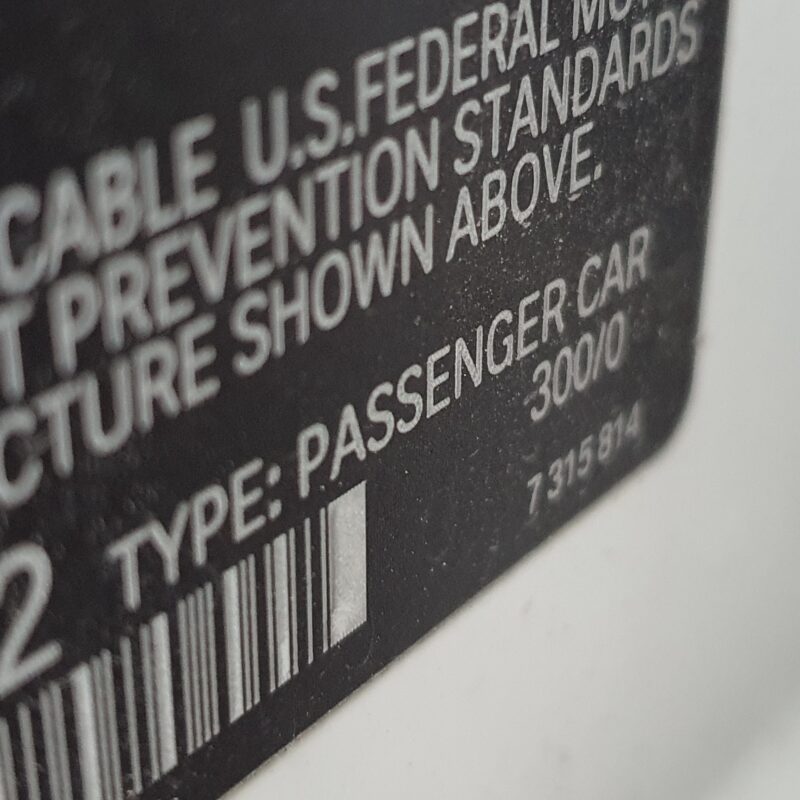 CABLE U.S.FEDERAL
T PREVENTION STANDARDS
CTURE SHOWN ABOVE.
2 TYPE: PASSENGER CAR
300/0
7 315 814